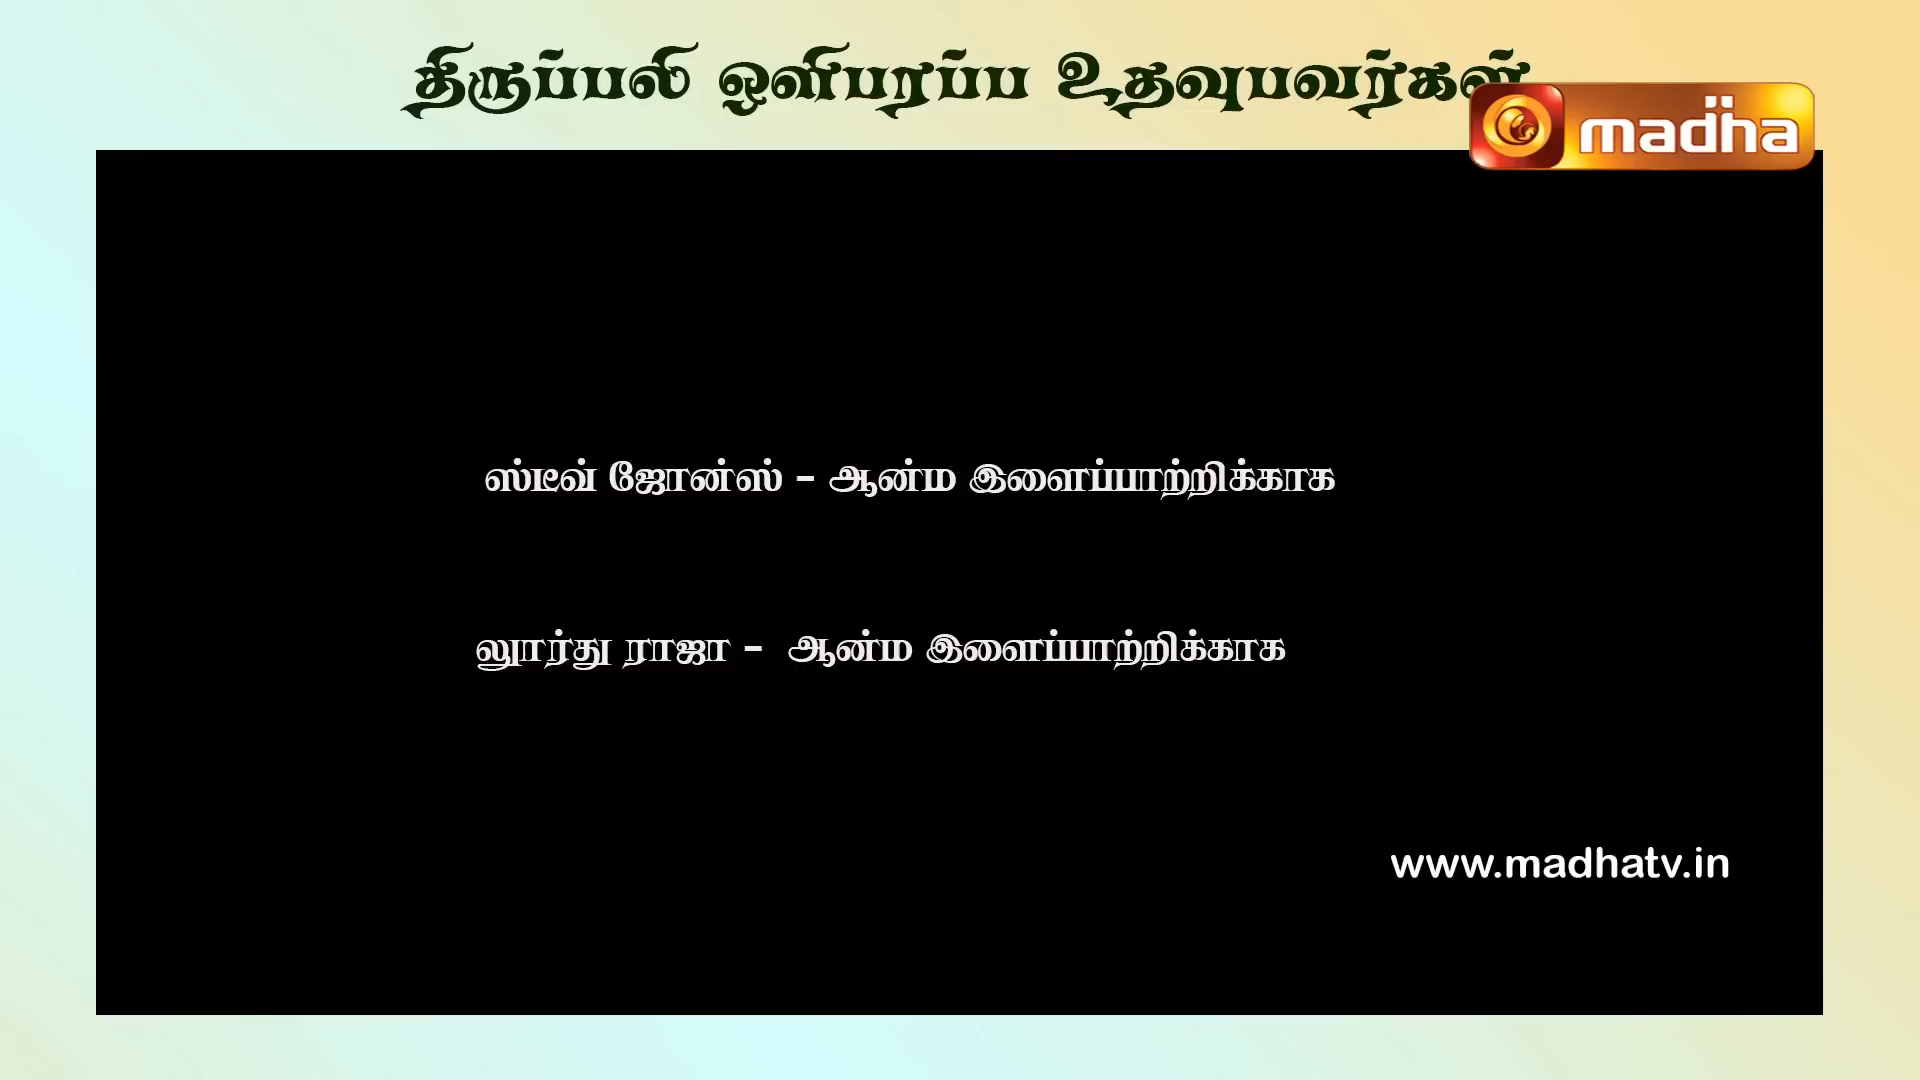 திருப்பலி ஒளிபரப்ப உதவுபவர்கள்
madha
ஸ்டீவ் ஜோன்ஸ் - ஆன்ம இளைப்பாற்றிக்காக
லூர்து ராஜா - ஆன்ம இளைப்பாற்றிக்காக
www.madhatv.in